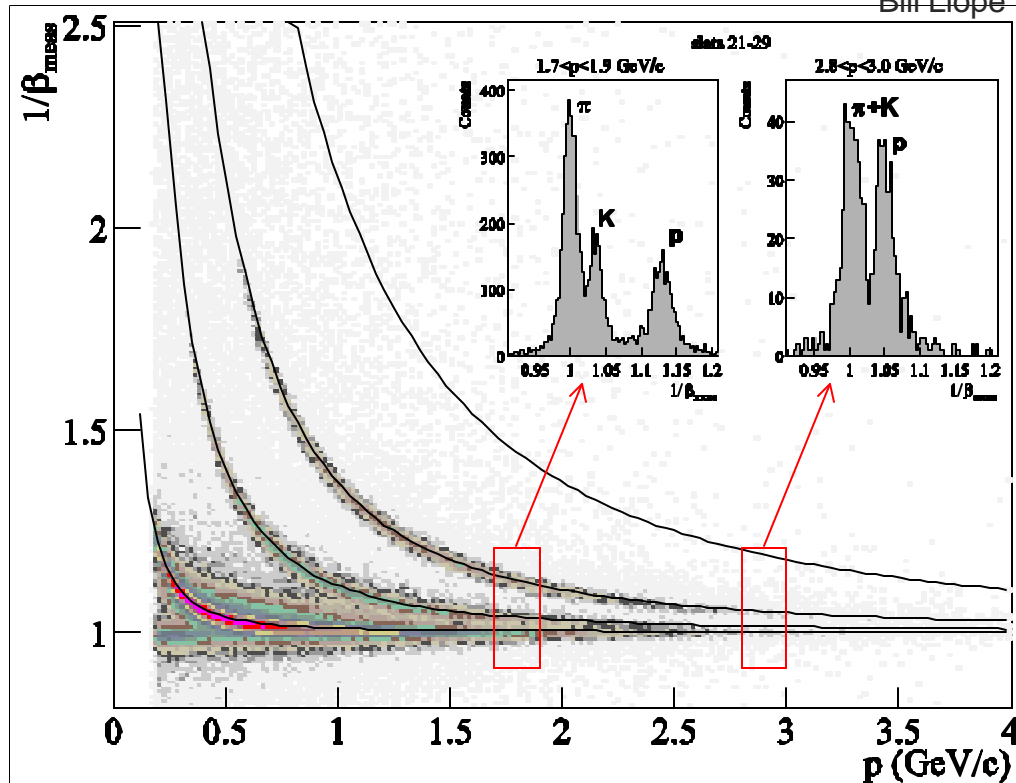 Bill Llope
2.5
1/βmeas
slats 21-29
1.7<p<1.9 GeV/c
2.8<p<3.0 GeV/c
Counts
400
300
200
100
0
π
K
p
0.95 1 1.05 1.1 1.15 1.2
1/βmeas
Counts
40
30
20
10
0
π+K
p
0.95 1 1.05 1.1 1.15 1.2
1/βmeas
2
1.5
1
0 0.5 1 1.5 2 2.5 3 3.5 4
p (GeV/c)